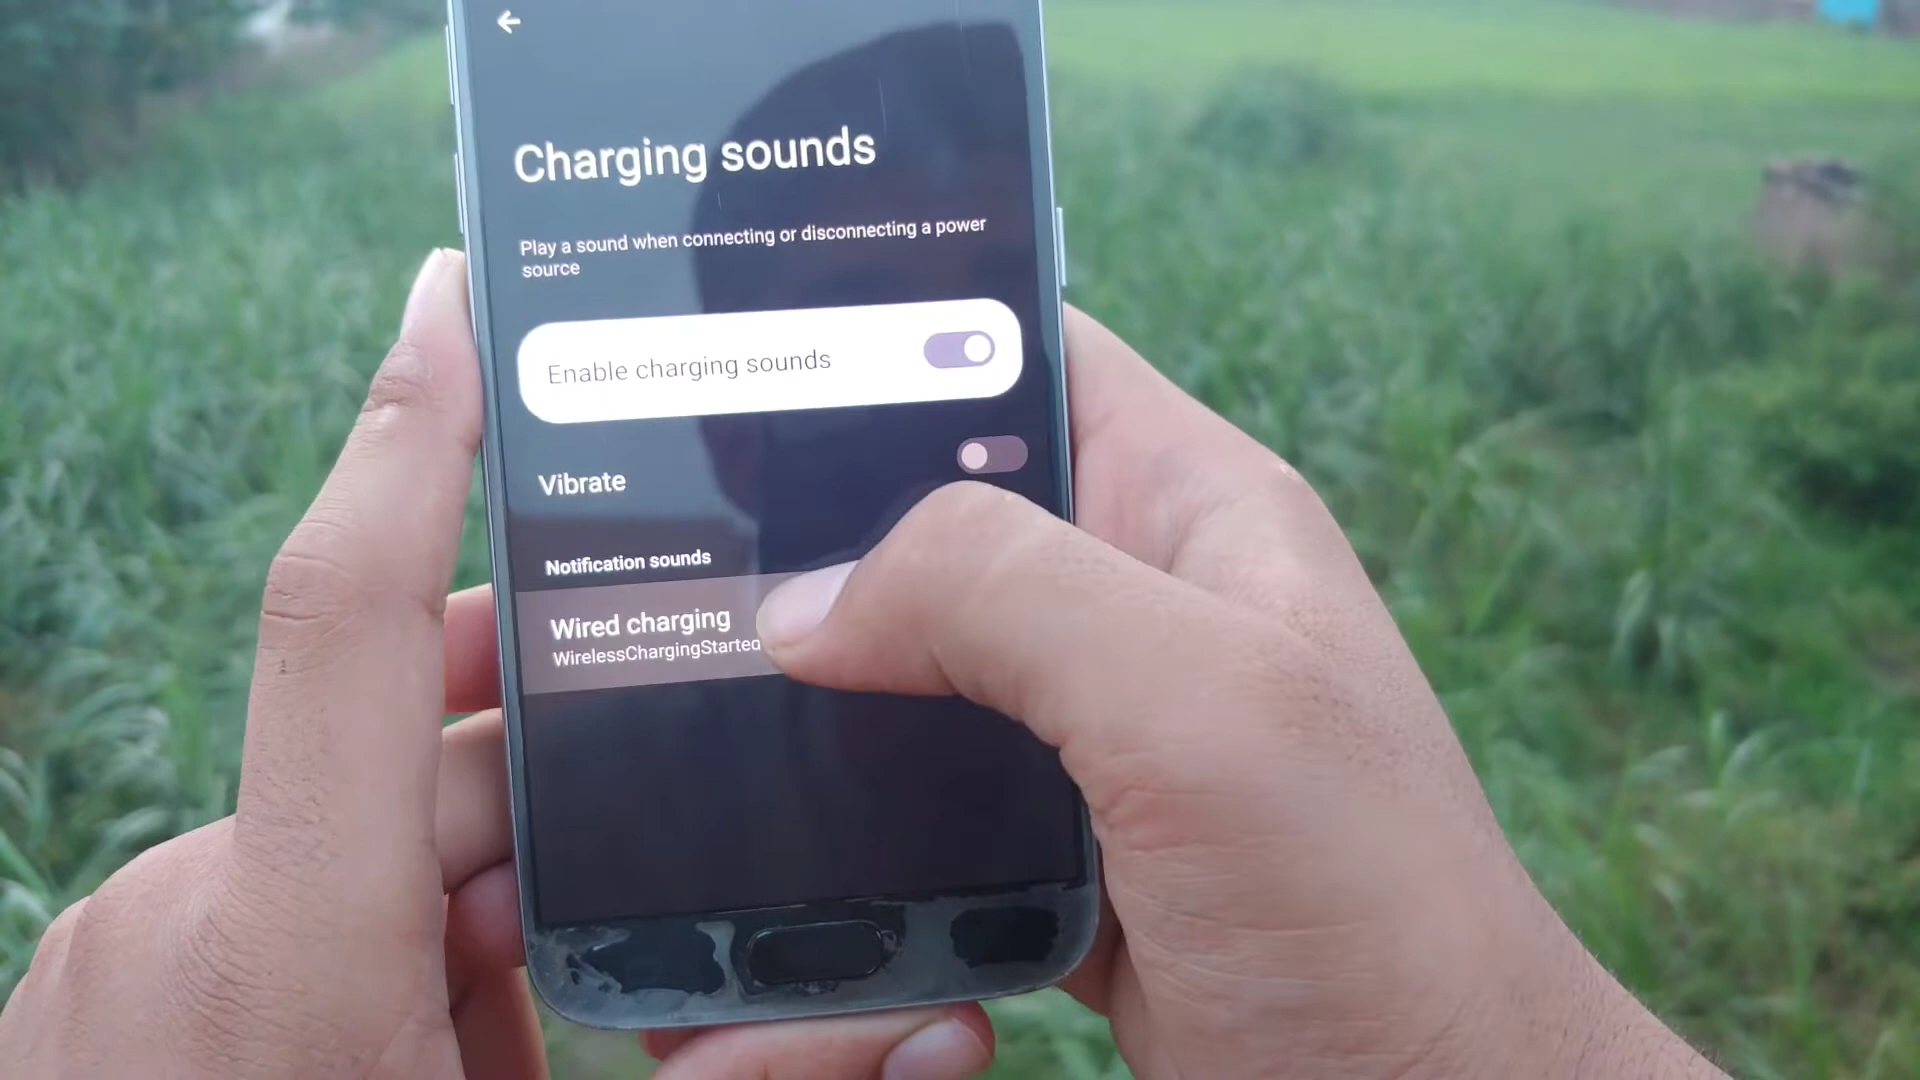 Charging sounds
Play a sound when connecting or disconnecting a power
source
Enable charging sounds
Vibrate
Notification sounds
Wired charging
WirelessChargingStarted